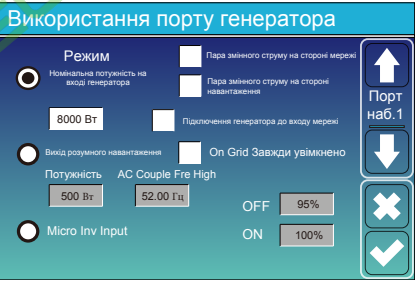 Використання порту генератора
Режим
Номінальна потужність на
вході генератора
Пара змінного струму на стороні мережі
Пара змінного струму на стороні
навантаження
8000 Вт
Підключення генератора до входу мережі
Порт
наб.1
Вихід розумного навантаження
On Grid Завжди увімкнено
Потужність
AC Couple Fre High
500 Вт
52.00 Гц
OFF
95%
Micro Inv Input
ON
100%